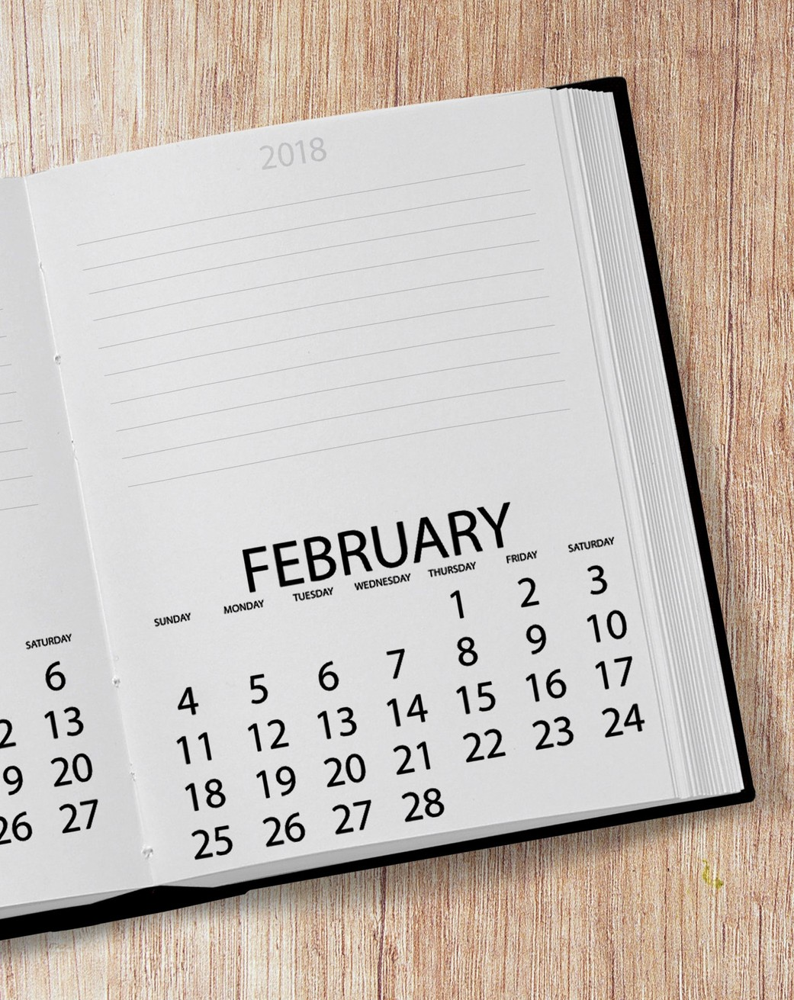 2018
FEBRUARY
SUNDAY MONDAY TUESDAY WEDNESDAY THURSDAY FRIDAY SATURDAY
1 2 3
4 5 6 7 8 9 10
11 12 13 14 15 16 17
18 19 20 21 22 23 24
25 26 27 28
SATURDAY
6
13
20
26 27